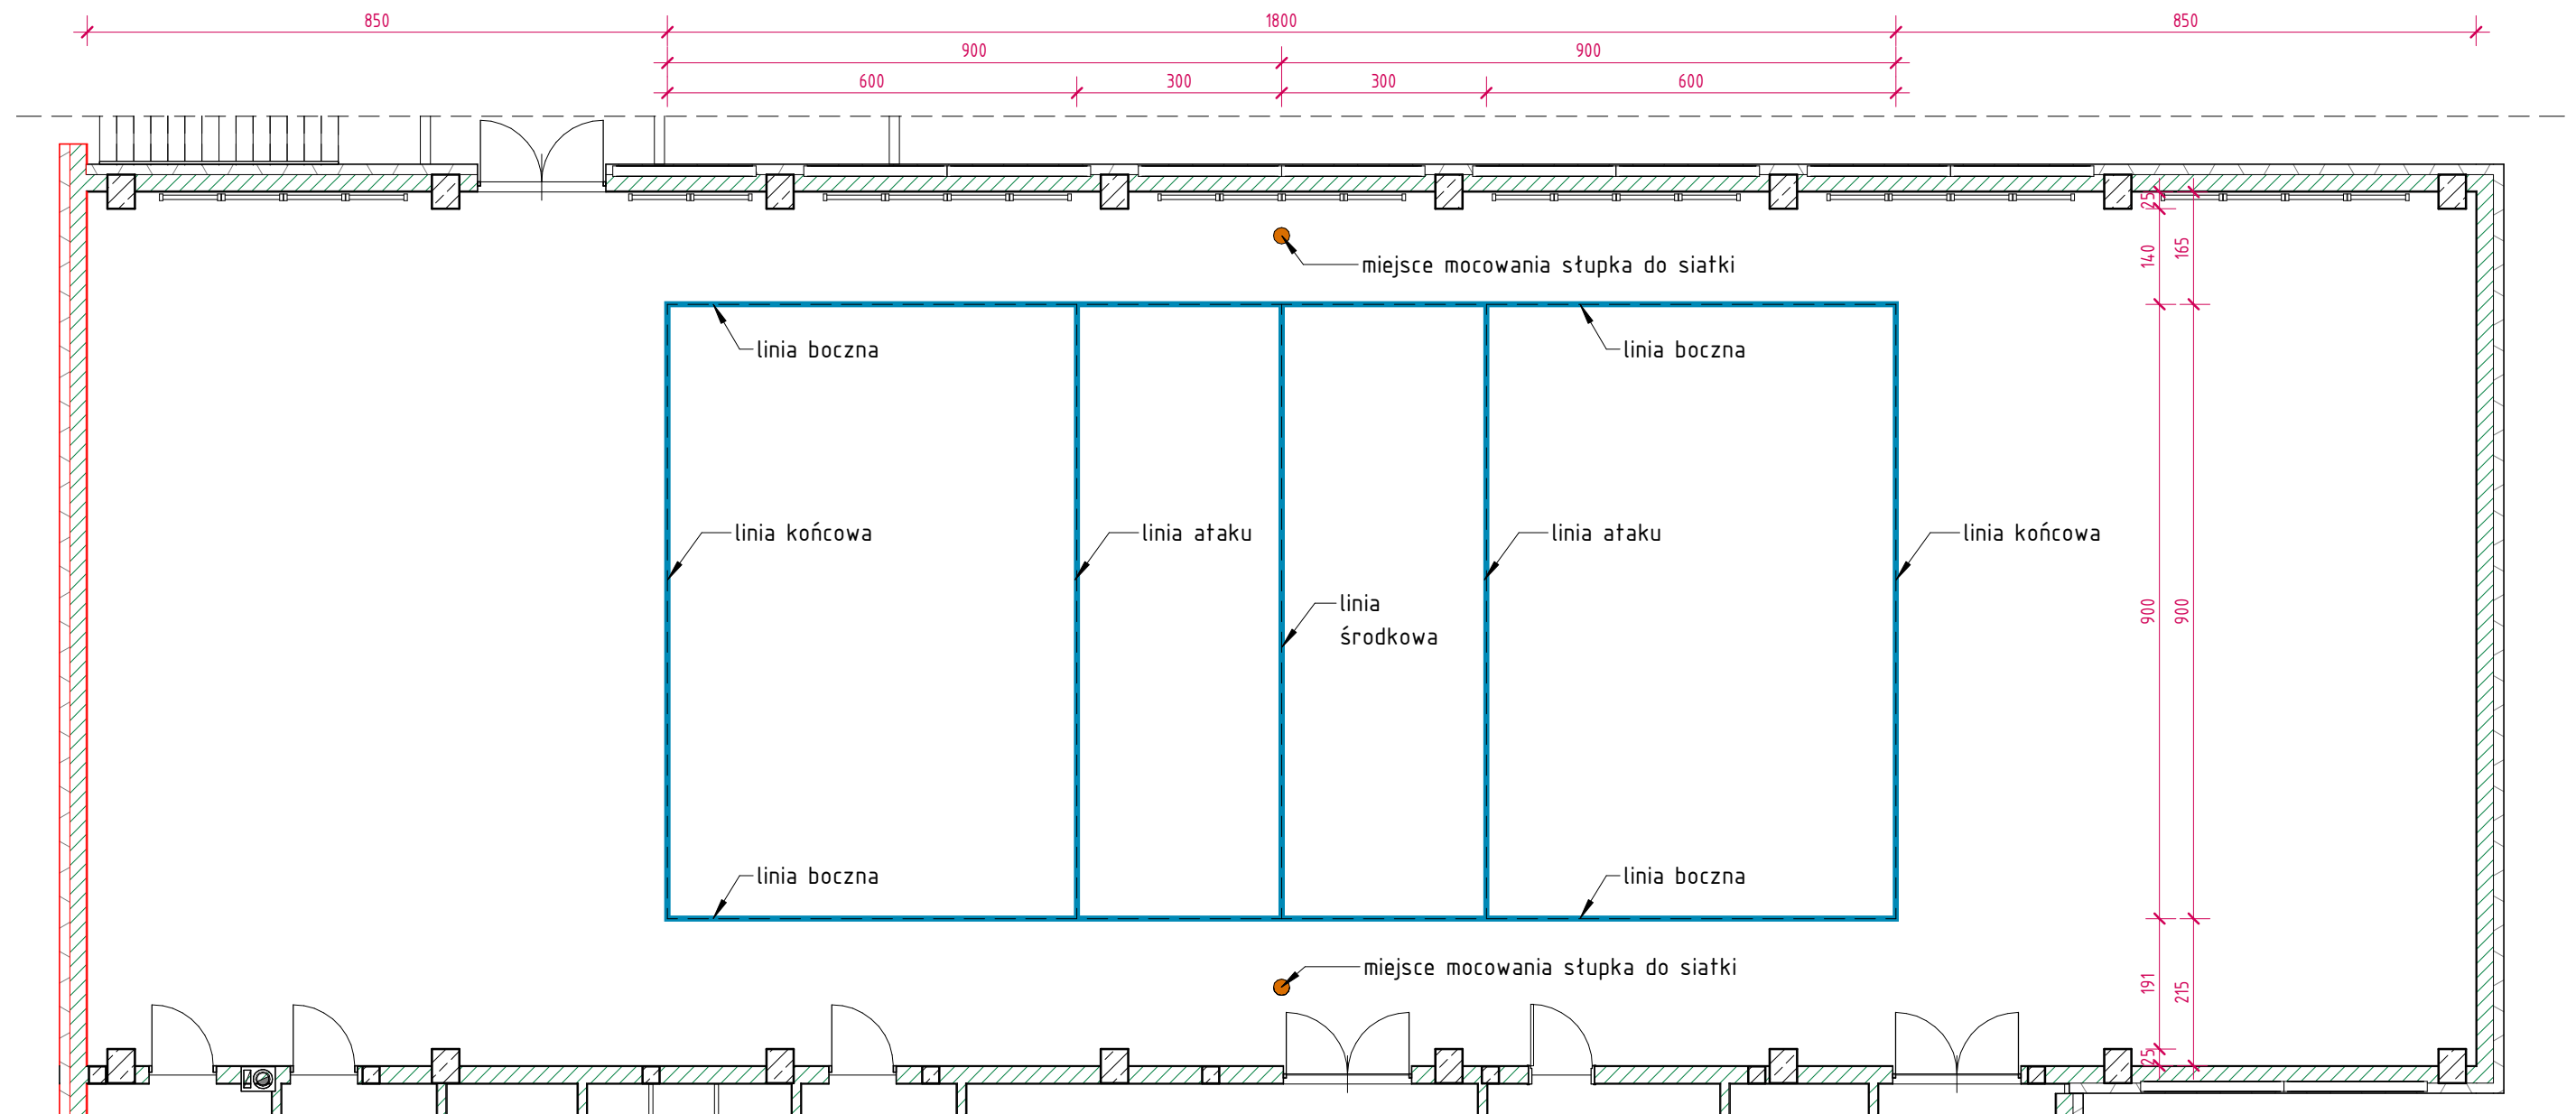 850
1800
850
900
900
600
300
300
600
25
140
165
miejsce mocowania słupka do siatki
linia boczna
linia boczna
linia końcowa
linia ataku
linia ataku
linia końcowa
linia
środkowa
900
900
linia boczna
linia boczna
miejsce mocowania słupka do siatki
191
215
25